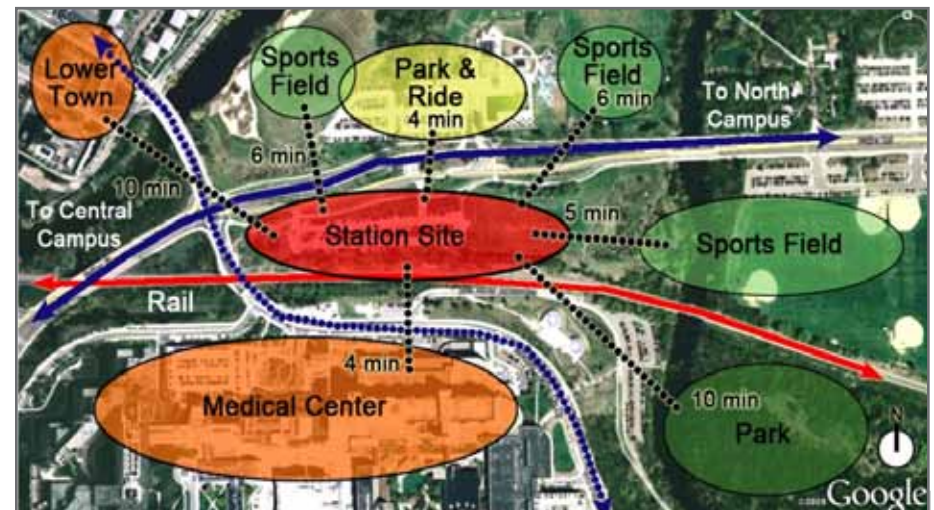 Lower
Town
Sports
Field
Park &
Ride
4 min
Sports
Field
6 min
To North
Campus
6 min
10 min
To Central
Campus
Station Site
5 min
Sports Field
Rail
4 min
Medical Center
10 min
Park
N
Google